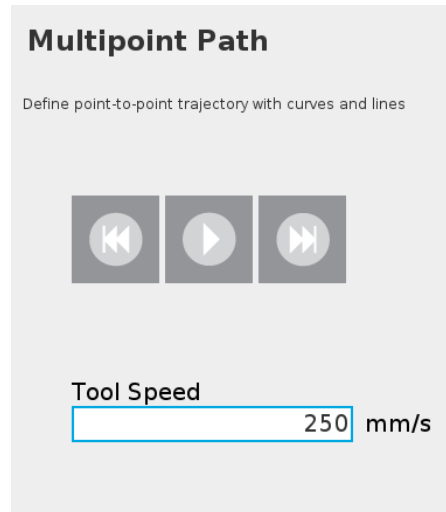 Multipoint Path
Define point-to-point trajectory with curves and lines
Tool Speed
250 mm/s